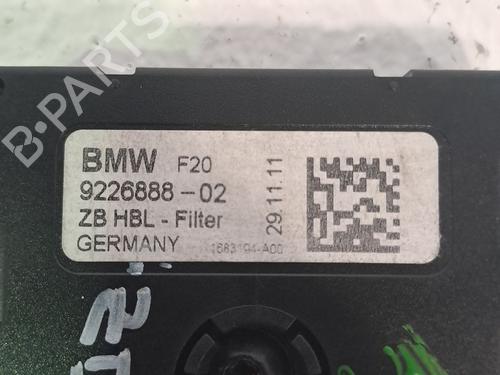 B-PARTS
BMW F20
9226888-02
ZB HBL - Filter
GERMANY
1683194-A00
29.11.11